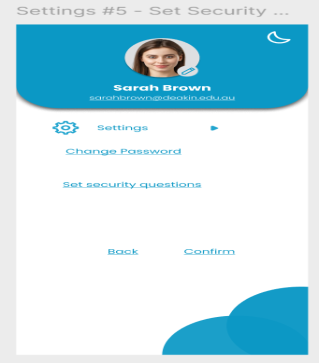 Settings #5 - Set Security ...
Sarah Brown
sarahbrown@deakin.edu.au
Settings
Change Password
Set security questions
Back Confirm